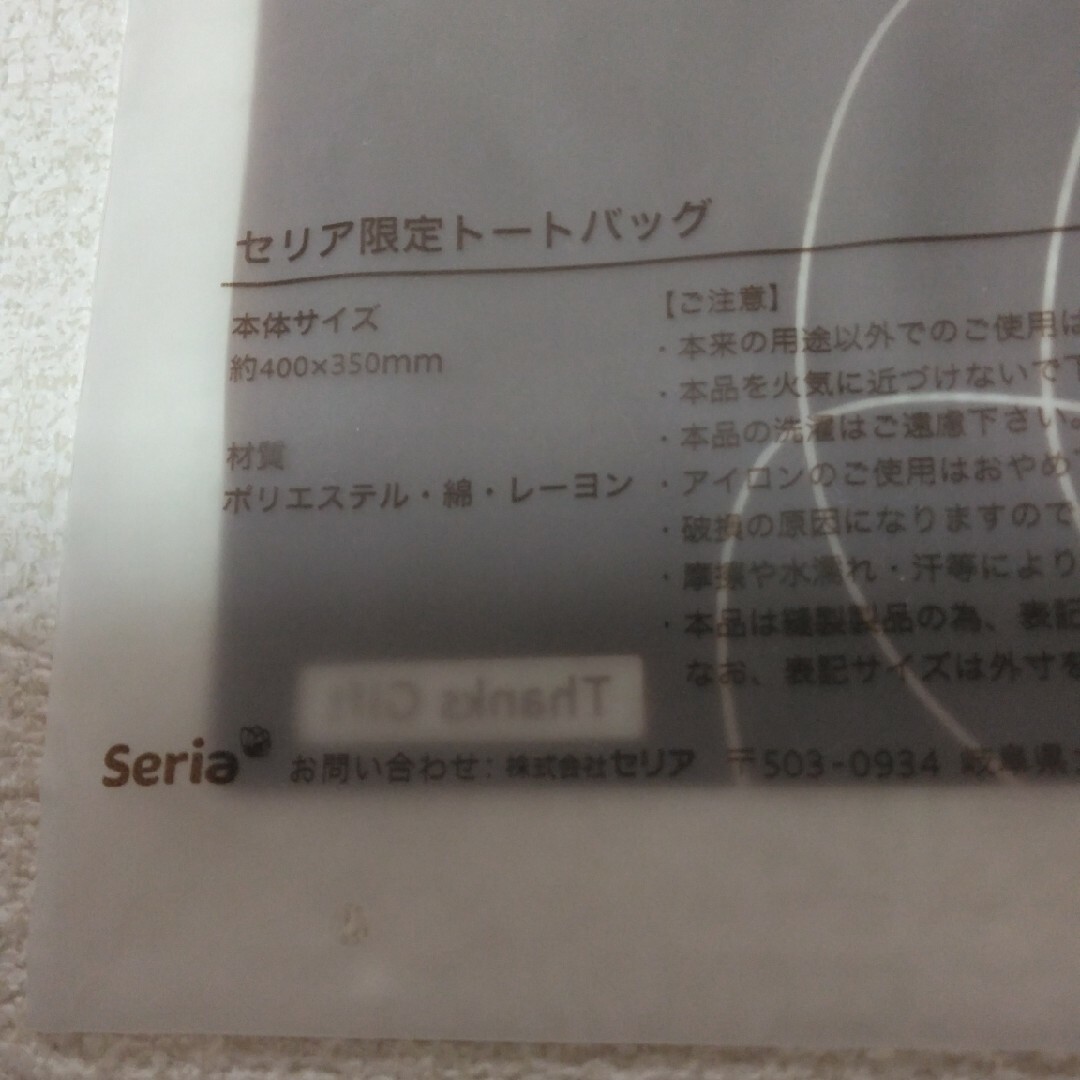 セリア限定トートバッグ
本体サイズ
約400×350mm
材質
ポリエステル・綿・レーヨン
【ご注意】
・本来の用途以外でのご使用は
・本品を火気に近づけないで下
・本品の洗濯はご遠慮下さい。
・アイロンのご使用はおやめ下
・破損の原因になりますので
・摩擦や水濡れ・汗等により
・本品は縫製製品の為、表記
なお、表記サイズは外寸を
Thanks Gift
Seria お問い合わせ：株式会社セリア 〒503-0934 岐阜県